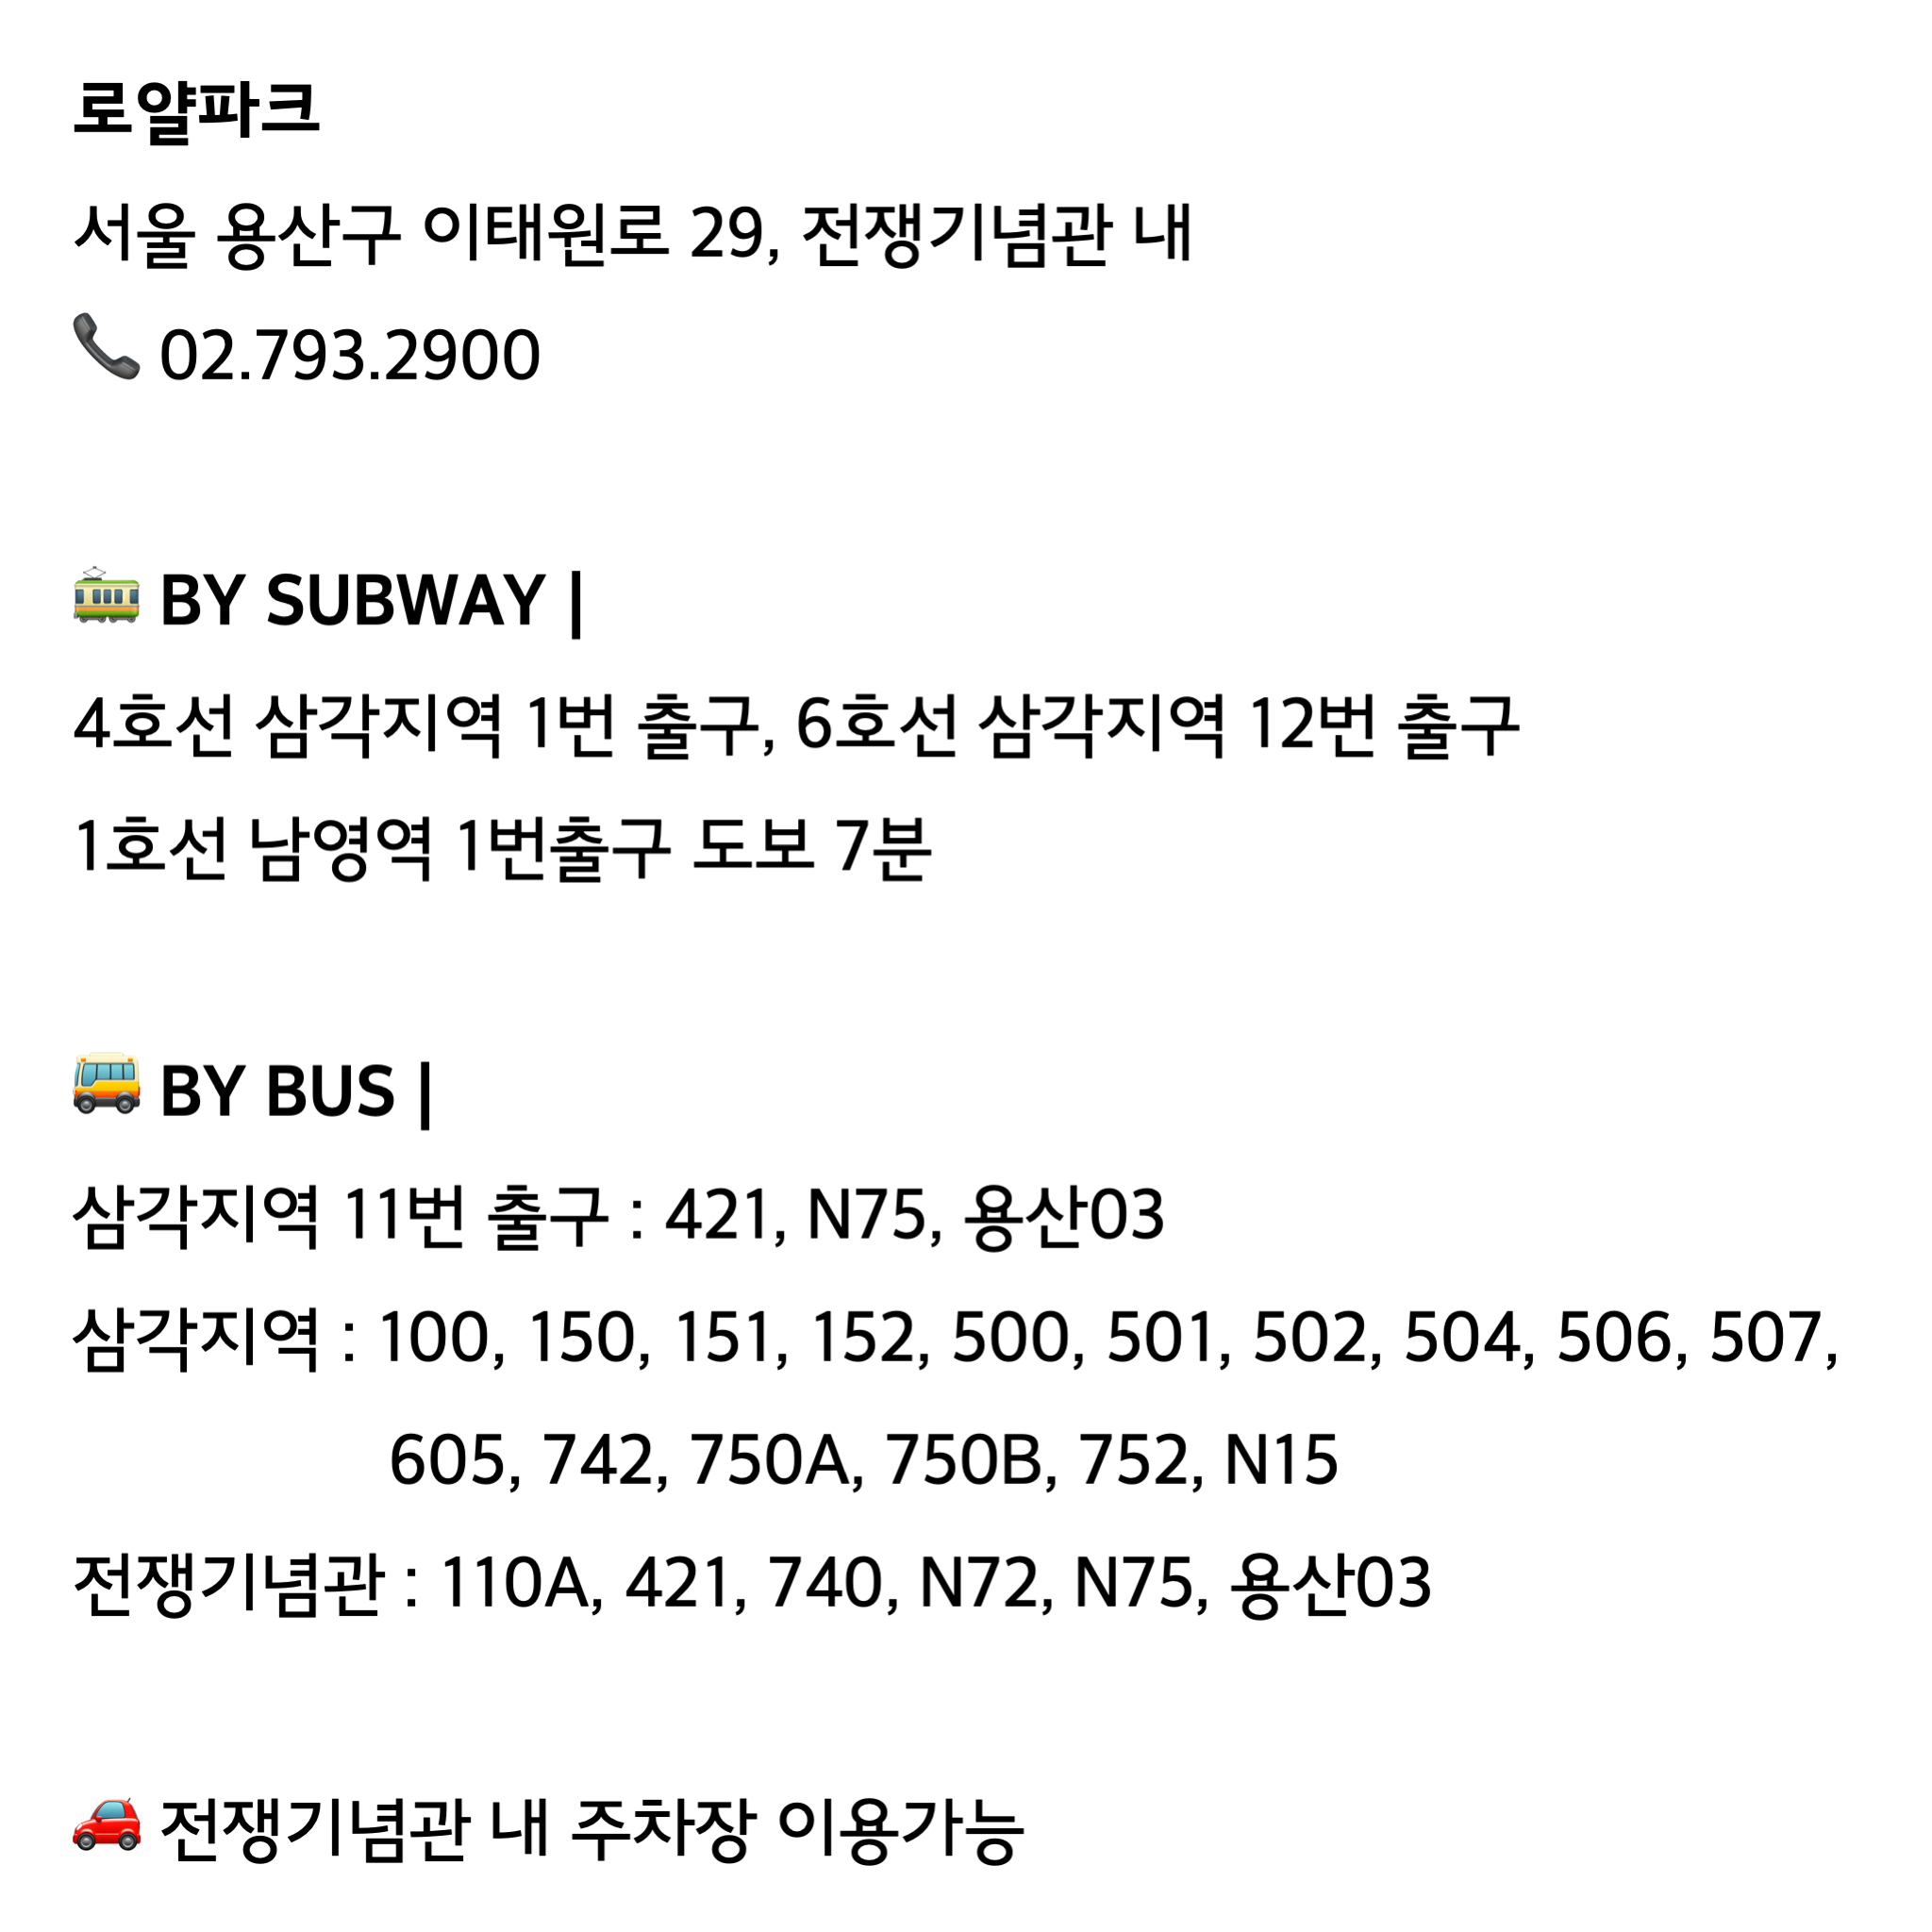 로얄파크
서울 용산구 이태원로 29, 전쟁기념관 내
📞 02.793.2900
🚋 BY SUBWAY |
4호선 삼각지역 1번 출구, 6호선 삼각지역 12번 출구
1호선 남영역 1번출구 도보 7분
🚌 BY BUS |
삼각지역 11번 출구 : 421, N75, 용산03
삼각지역 : 100, 150, 151, 152, 500, 501, 502, 504, 506, 507,
605, 742, 750A, 750B, 752, N15
전쟁기념관 : 110A, 421, 740, N72, N75, 용산03
🚗 전쟁기념관 내 주차장 이용가능